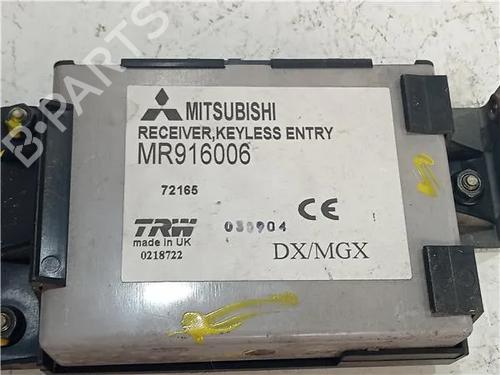 MITSUBISHI
RECEIVER,KEYLESS ENTRY
MR916006
72165
TRW 030904 CE
made in UK
0218722 DX/MGX
B-PARTS